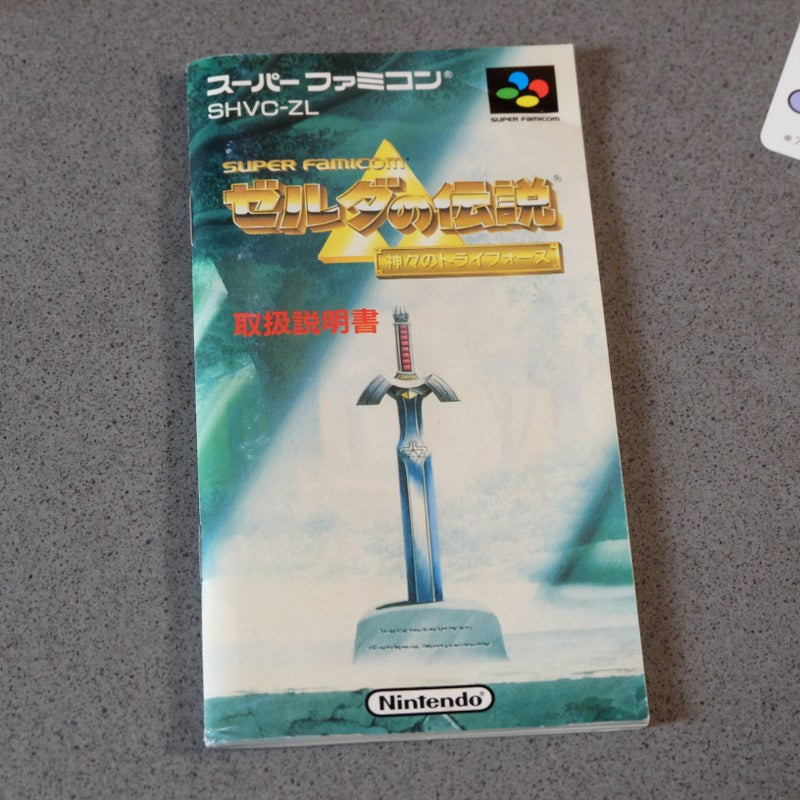 スーパーファミコン®
SHVC-ZL
SUPER FAMICOM
SUPER FAMICOM
ゼルダの伝説®
神々のトライフォース
取扱説明書
Nintendo®